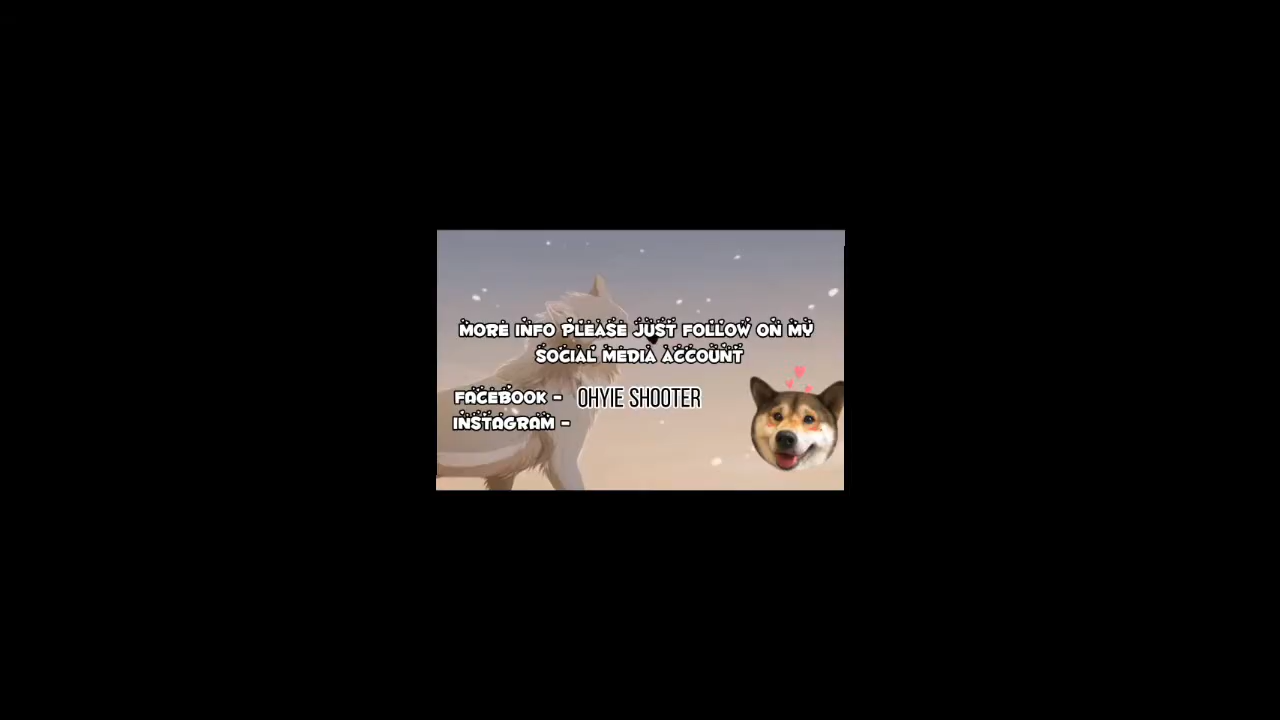 MORE INFO PLEASE JUST FOLLOW ON MY
SOCIAL MEDIA ACCOUNT
FACEBOOK - OHYIE SHOOTER
INSTAGRAM -